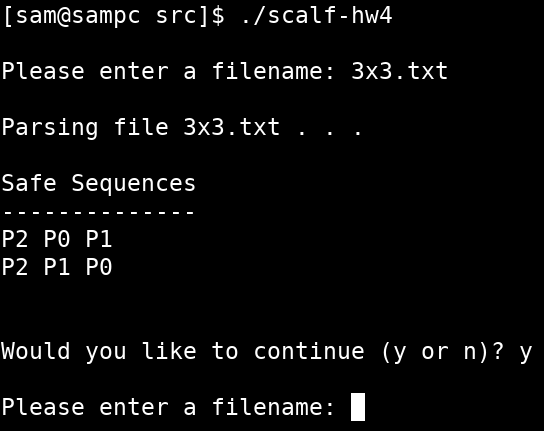 [sam@sampc src]$ ./scalf-hw4
Please enter a filename: 3x3.txt
Parsing file 3x3.txt . . .
Safe Sequences
--------------
P2 P0 P1
P2 P1 P0
Would you like to continue (y or n)? y
Please enter a filename: